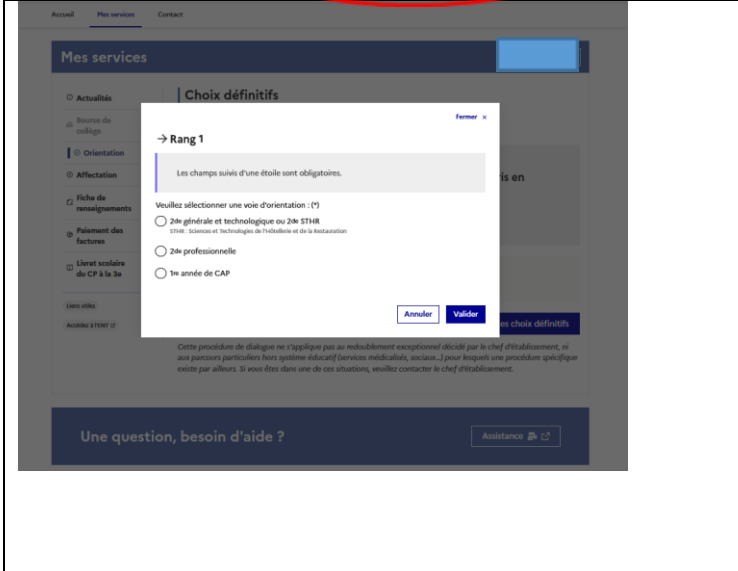 Accueil
Mes services
Contact
Mes services
Actualités
Bourse de
collège
Orientation
Affectation
Fiche de
renseignements
Paiement des
factures
Livret scolaire
du CP à la 3e
Liens utiles
Accédez à l'ENT
Choix définitifs
Fermer ×
→ Rang 1
Les champs suivis d'une étoile sont obligatoires.
is en
Veuillez sélectionner une voie d'orientation : (*)
2de générale et technologique ou 2de STHR
STHR : Sciences et Technologies de l'Hôtellerie et de la Restauration
2de professionnelle
1re année de CAP
Annuler
Valider
es choix définitifs
Cette procédure de dialogue ne s'applique pas au redoublement exceptionnel décidé par le chef d'établissement, ni
aux parcours particuliers hors système éducatif (services médicalisés, sociaux...) pour lesquels une procédure spécifique
existe par ailleurs. Si vous êtes dans une de ces situations, veuillez contacter le chef d'établissement.
Une question, besoin d'aide ?
Assistance